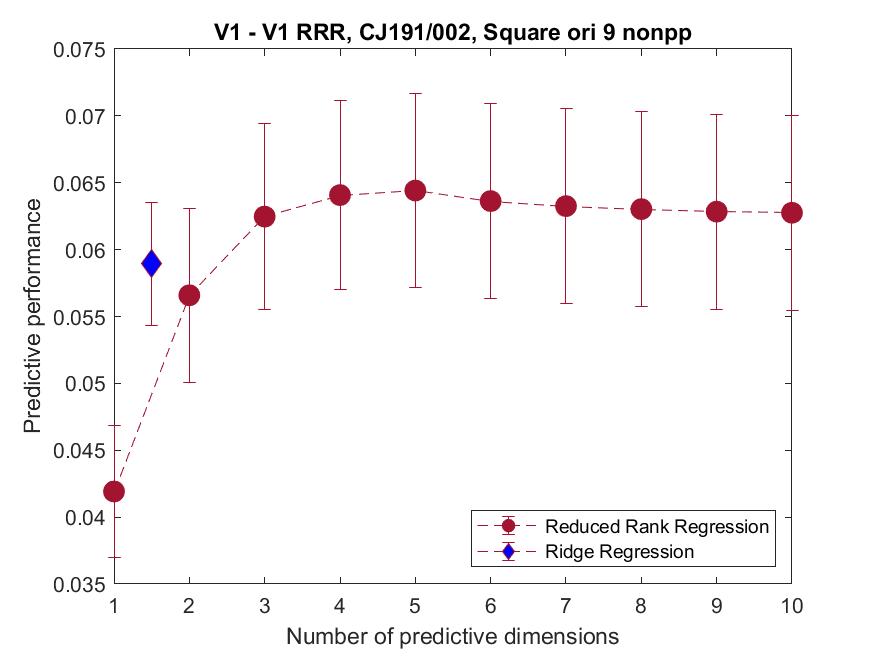 V1 - V1 RRR, CJ191/002, Square ori 9 nonpp
Predictive performance
0.075
0.07
0.065
0.06
0.055
0.05
0.045
0.04
0.035
1 2 3 4 5 6 7 8 9 10
Number of predictive dimensions
Reduced Rank Regression
Ridge Regression